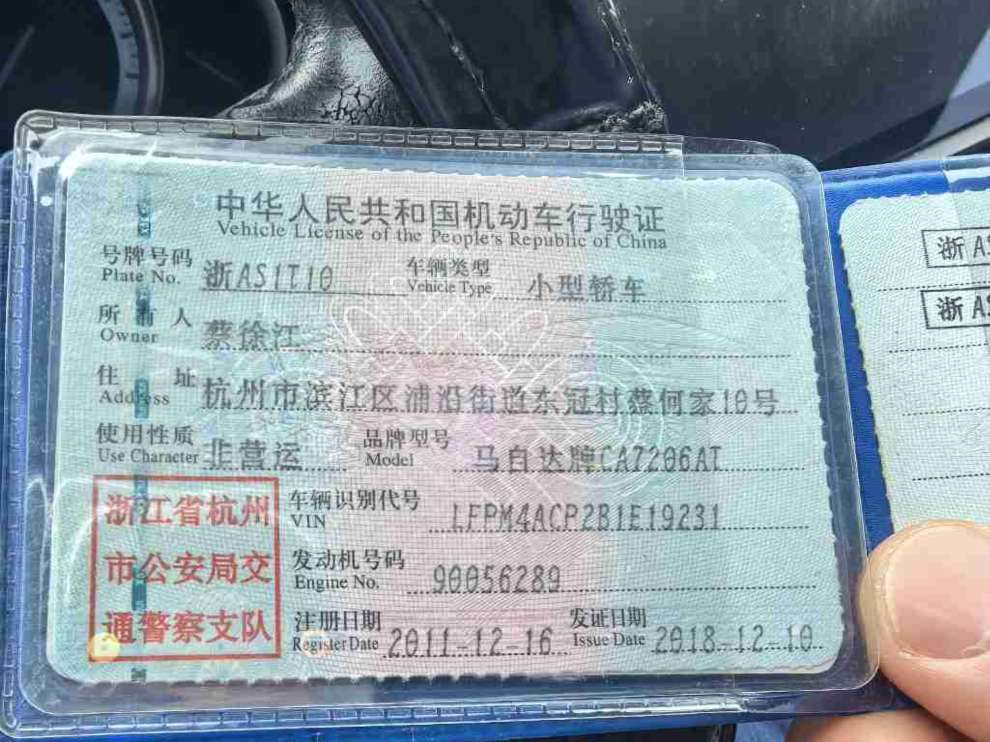 中华人民共和国机动车行驶证
Vehicle License of the People's Republic of China
号牌号码 浙AS1T10 车辆类型 小型轿车
Plate No. Vehicle Type
所有人 蔡徐江
Owner
住址 杭州市滨江区浦沿街道东冠村蔡何家10号
Address
使用性质 非营运 品牌型号 马自达牌CA7206AT
Use Character Model
浙江省杭州 车辆识别代号 LFPM4ACP2B1E19231
VIN
市公安局交 发动机号码 90056289
Engine No.
通警察支队 注册日期 2011-12-16 发证日期 2018-12-10
Register Date Issue Date
浙A
浙A